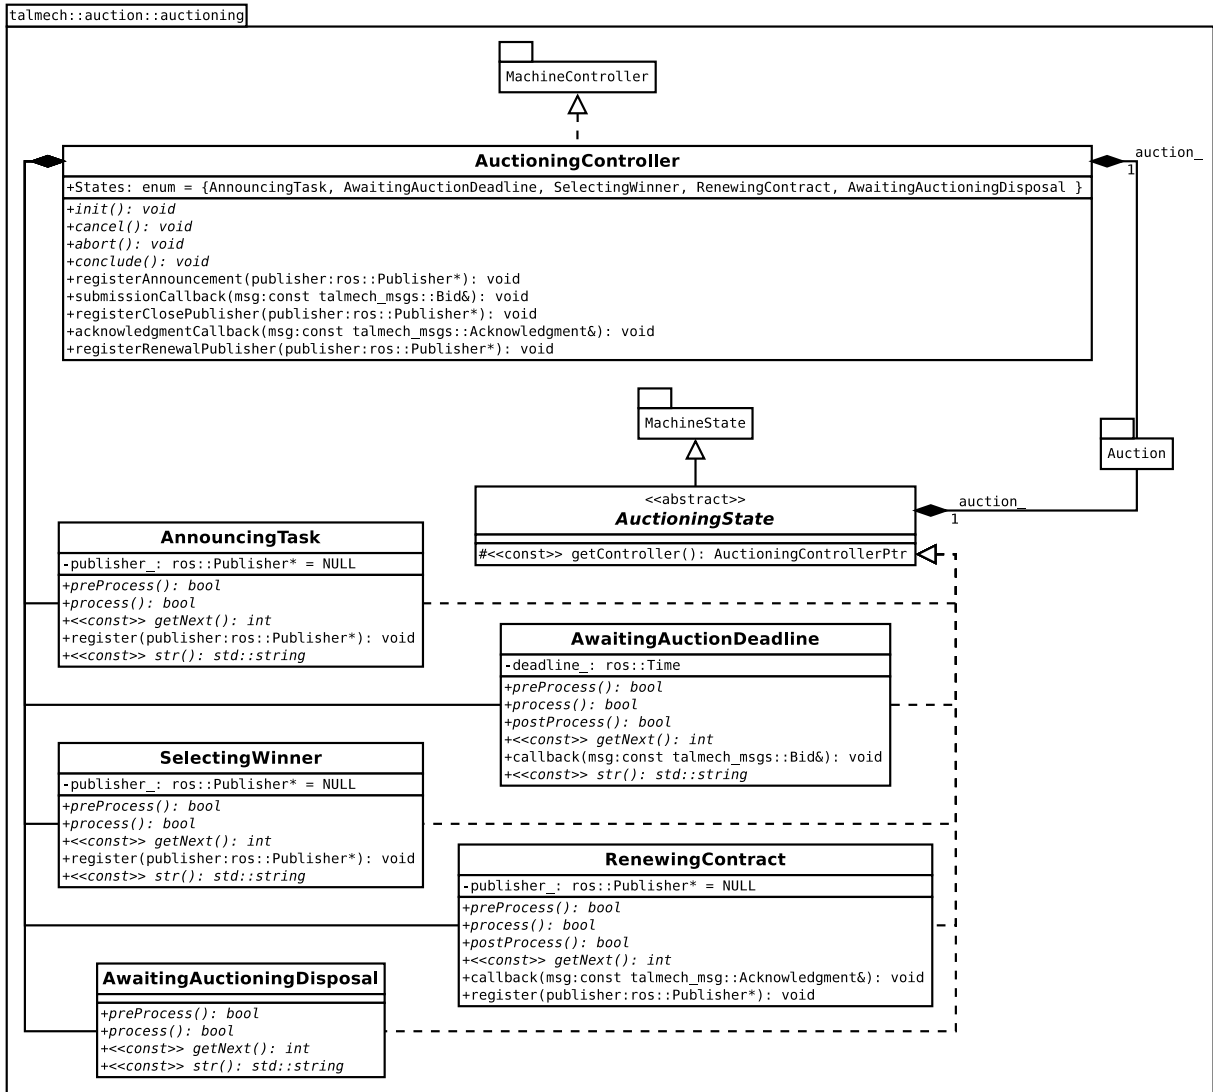 talmech::auction::auctioning
MachineController
AuctioningController
+States: enum = {AnnouncingTask, AwaitingAuctionDeadline, SelectingWinner, RenewingContract, AwaitingAuctioningDisposal }
+init(): void
+cancel(): void
+abort(): void
+conclude(): void
+registerAnnouncement(publisher:ros::Publisher*): void
+submissionCallback(msg:const talmech_msgs::Bid&): void
+registerClosePublisher(publisher:ros::Publisher*): void
+acknowledgmentCallback(msg:const talmech_msgs::Acknowledgment&): void
+registerRenewalPublisher(publisher:ros::Publisher*): void
auction_
1
MachineState
Auction
<<abstract>>
AuctioningState
#<<const>> getController(): AuctioningControllerPtr
auction_
1
AnnouncingTask
-publisher_: ros::Publisher* = NULL
+preProcess(): bool
+process(): bool
+<<const>> getNext(): int
+register(publisher:ros::Publisher*): void
+<<const>> str(): std::string
AwaitingAuctionDeadline
-deadline_: ros::Time
+preProcess(): bool
+process(): bool
+postProcess(): bool
+<<const>> getNext(): int
+callback(msg:const talmech_msgs::Bid&): void
+<<const>> str(): std::string
SelectingWinner
-publisher_: ros::Publisher* = NULL
+preProcess(): bool
+process(): bool
+<<const>> getNext(): int
+register(publisher:ros::Publisher*): void
+<<const>> str(): std::string
RenewingContract
-publisher_: ros::Publisher* = NULL
+preProcess(): bool
+process(): bool
+postProcess(): bool
+<<const>> getNext(): int
+callback(msg:const talmech_msg::Acknowledgment&): void
+register(publisher:ros::Publisher*): void
AwaitingAuctioningDisposal
+preProcess(): bool
+process(): bool
+<<const>> getNext(): int
+<<const>> str(): std::string